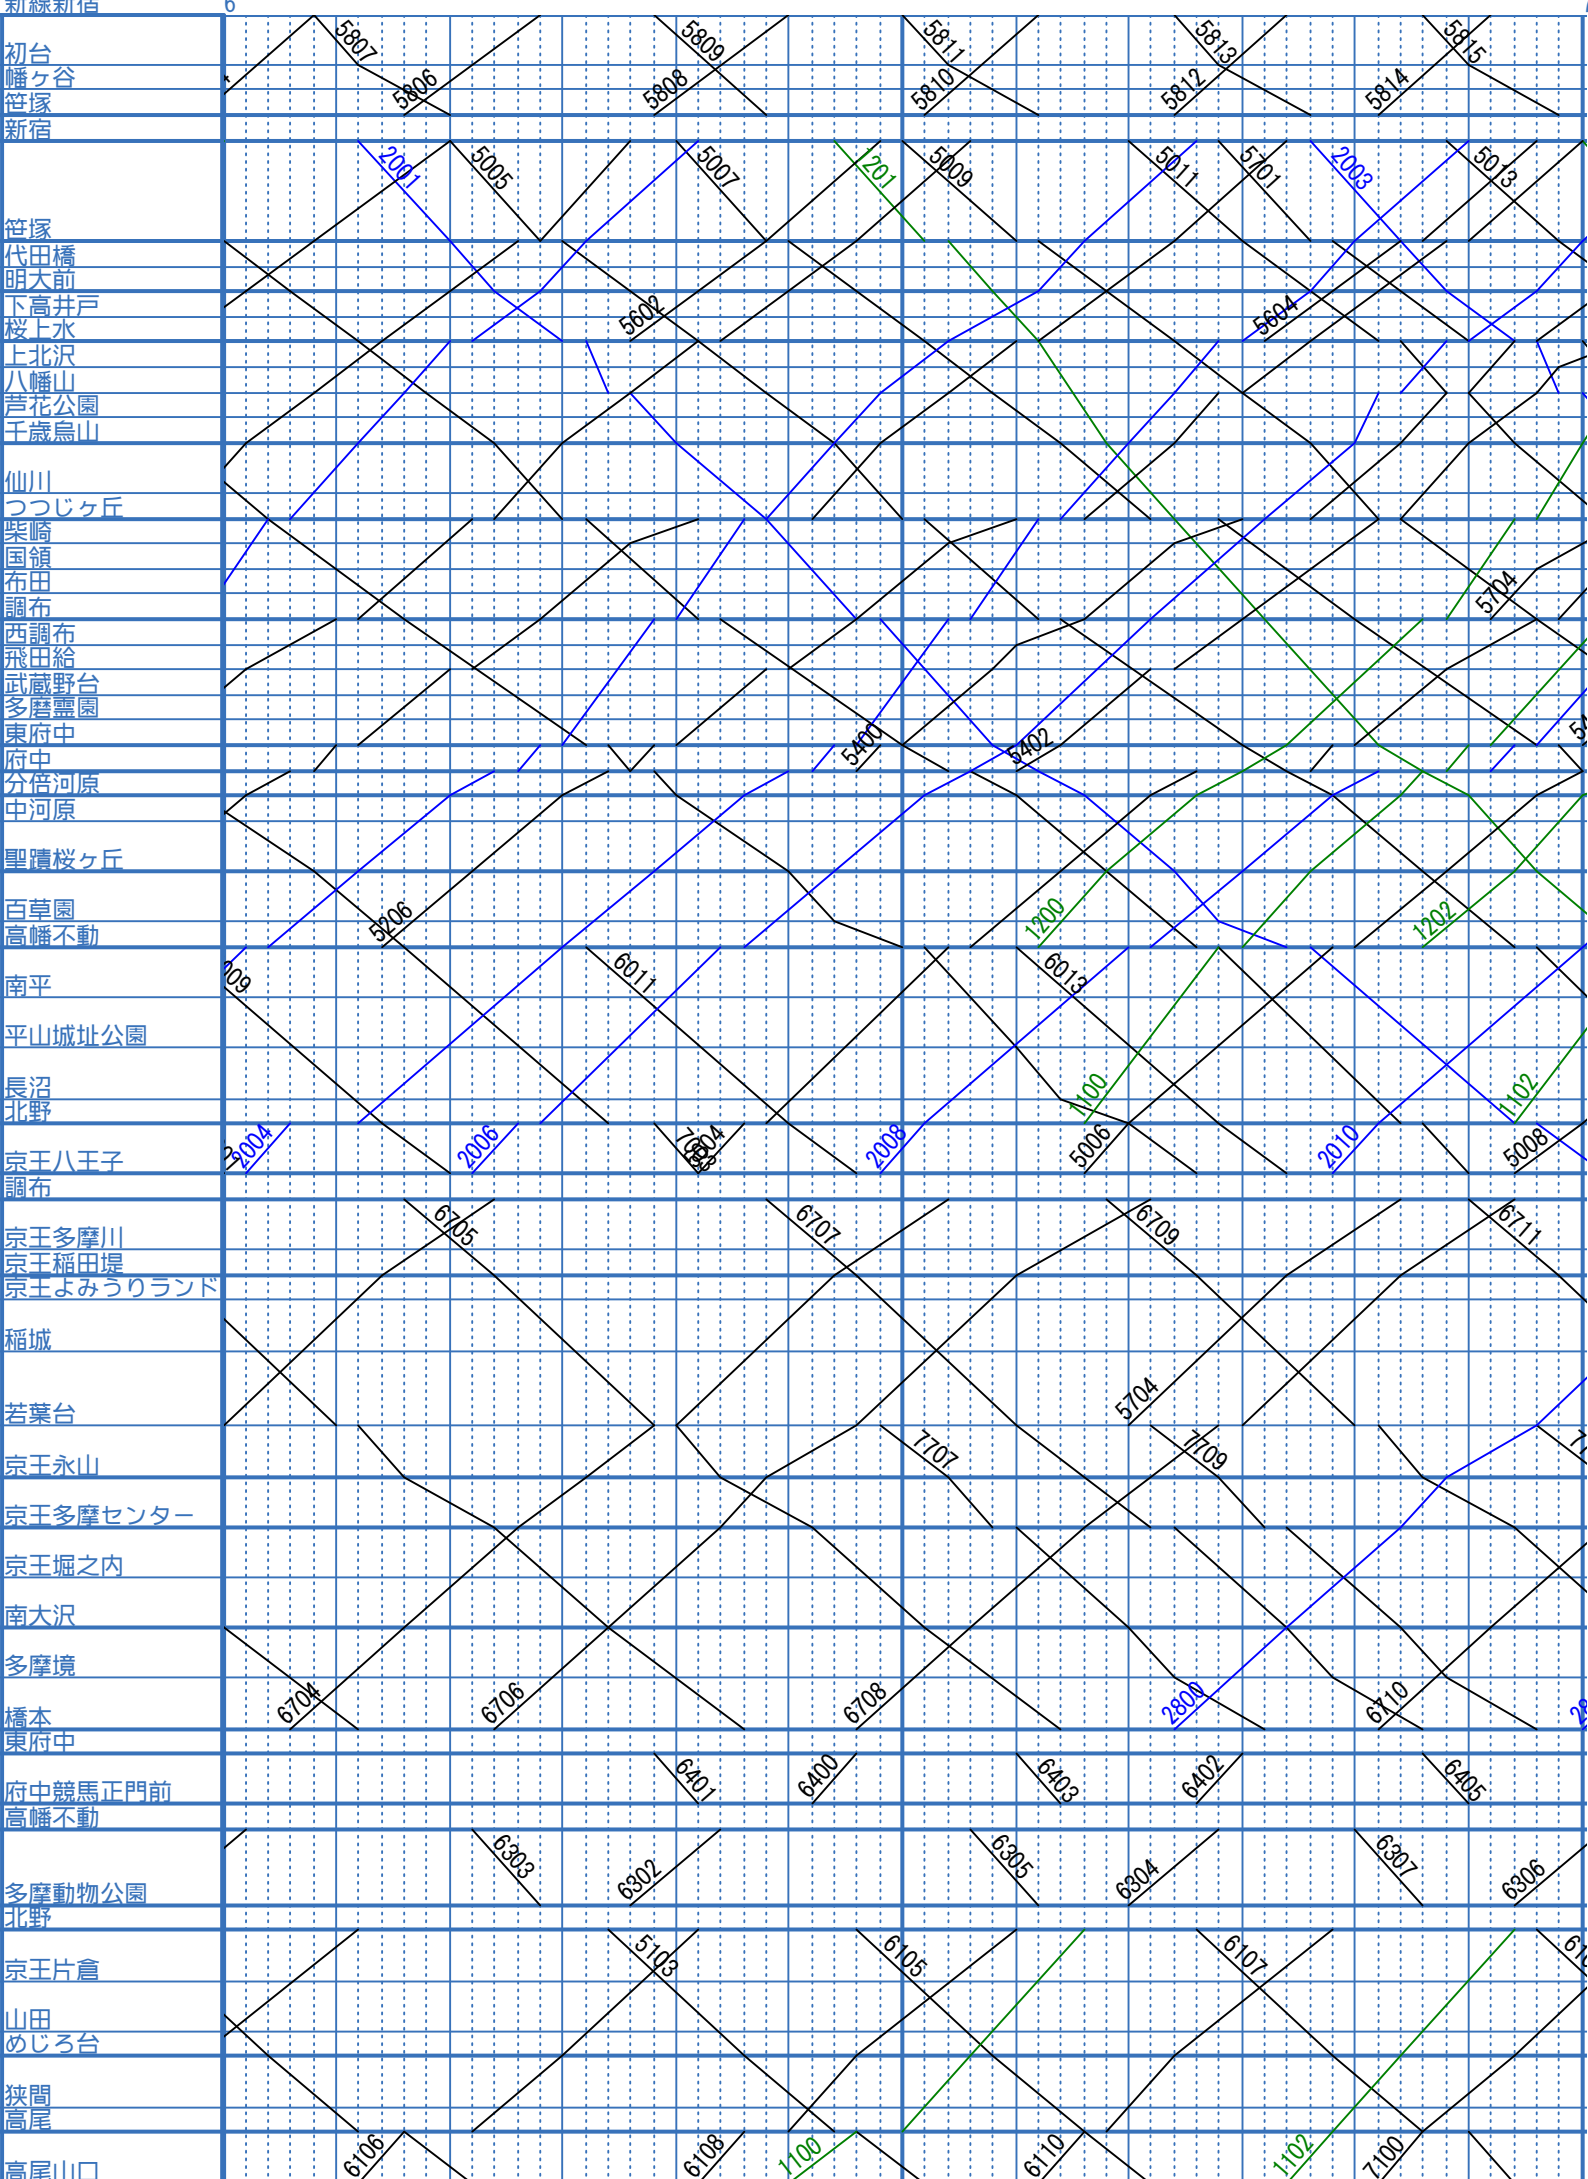 新線新宿 6
初台 5807 5809 5811 5813 5815
幡ヶ谷 5806 5808 5810 5812 5814
笹塚
新宿
2001 5005 5007 1201 5009 5011 5701 2003 5013
笹塚
代田橋
明大前
下高井戸 5602 5604
桜上水
上北沢
八幡山
芦花公園
千歳烏山
仙川
つつじヶ丘
柴崎
国領
布田 5704
調布
西調布
飛田給
武蔵野台
多磨霊園
東府中 5400 5402
府中
分倍河原
中河原
聖蹟桜ヶ丘
百草園 5206 1200 1202
高幡不動
南平 6011 6013
平山城址公園
長沼 1100 1102
北野
京王八王子 2004 2006 2008 5006 2010 5008
調布
京王多摩川 6705 6707 6709 6711
京王稲田堤
京王よみうりランド
稲城
若葉台 5704
京王永山 7707 7709
京王多摩センター
京王堀之内
南大沢
多摩境
橋本 6704 6706 6708 2800 6710
東府中
府中競馬正門前 6401 6400 6403 6402 6405
高幡不動
多摩動物公園 6303 6302 6305 6304 6307 6306
北野
京王片倉 5103 6105 6107
山田
めじろ台
狭間
高尾
高尾山口 6106 6108 1100 6110 1102 7100